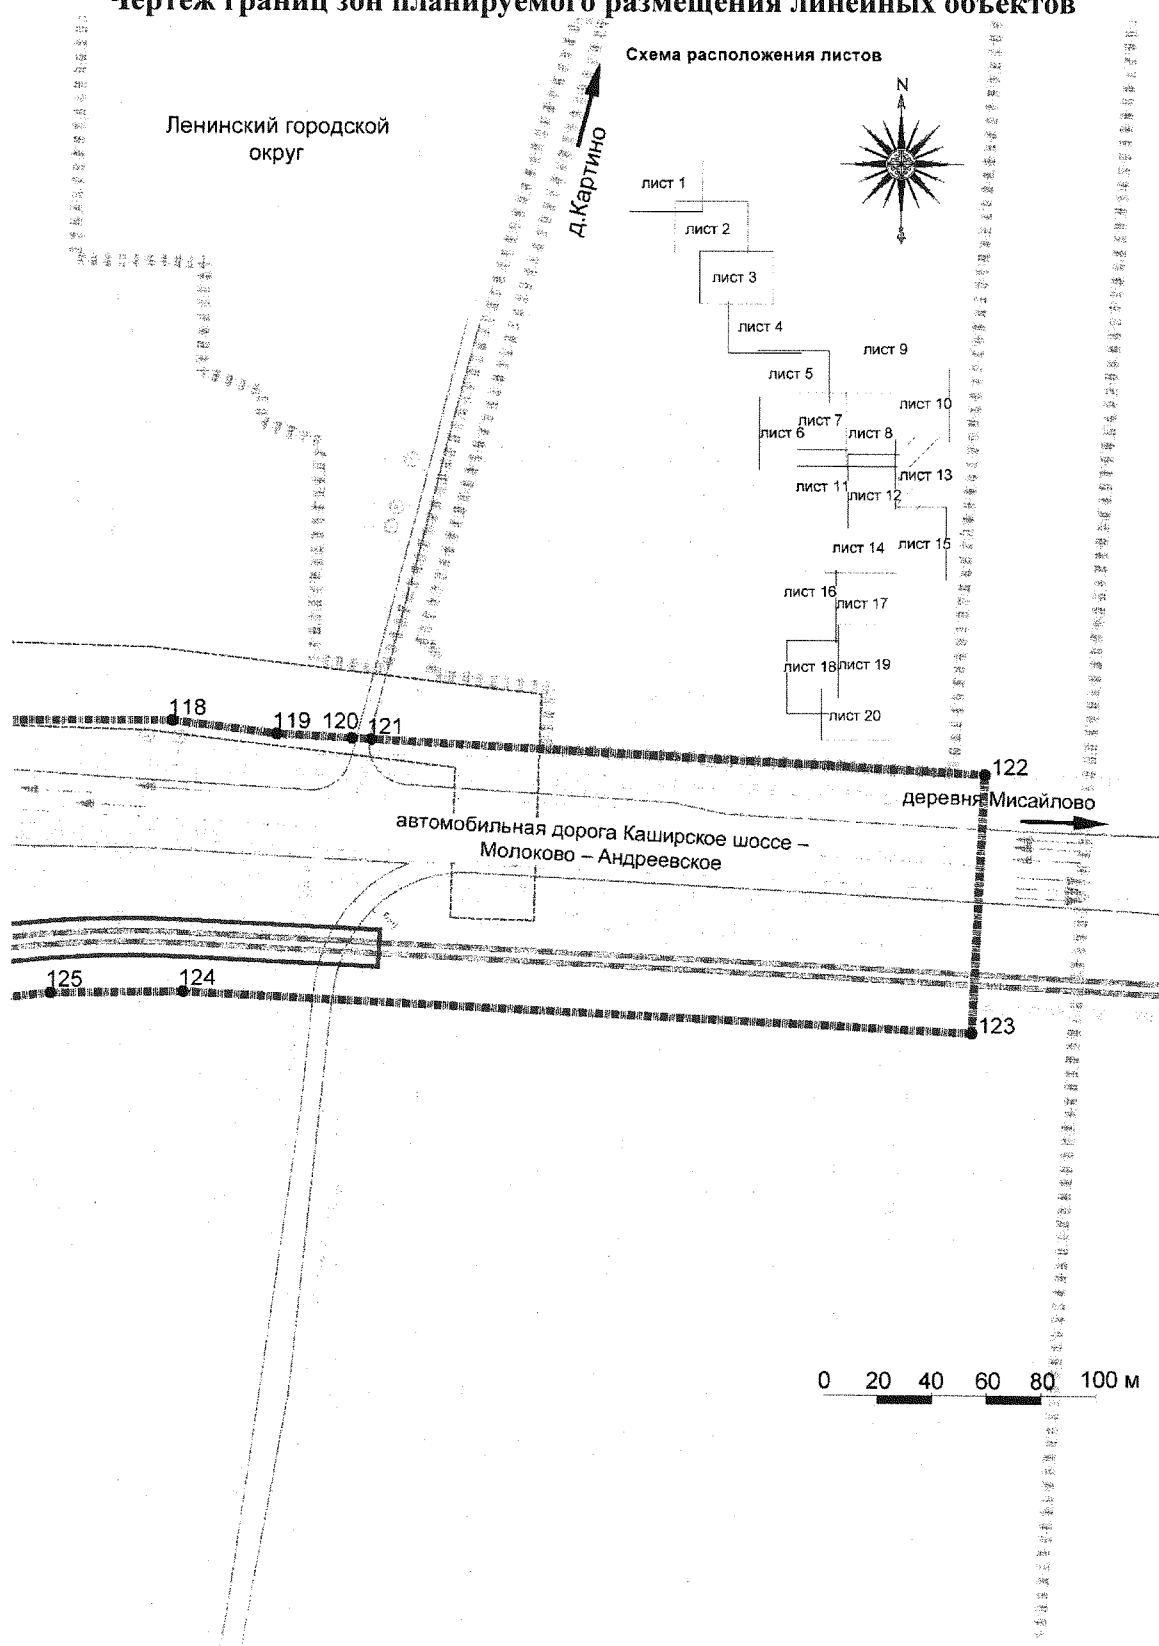 Чертеж границ зон планируемого размещения линейных объектов
Схема расположения листов
N
Ленинский городской
округ
д.Картино
лист 1
лист 2
лист 3
лист 4
лист 9
лист 5
лист 10
лист 7
лист 6
лист 8
лист 13
лист 11
лист 12
лист 14
лист 15
лист 16
лист 17
лист 18
лист 19
лист 20
118
119
120
121
122
деревня Мисайлово
автомобильная дорога Каширское шоссе –
Молоково – Андреевское
125
124
123
0 20 40 60 80 100 м